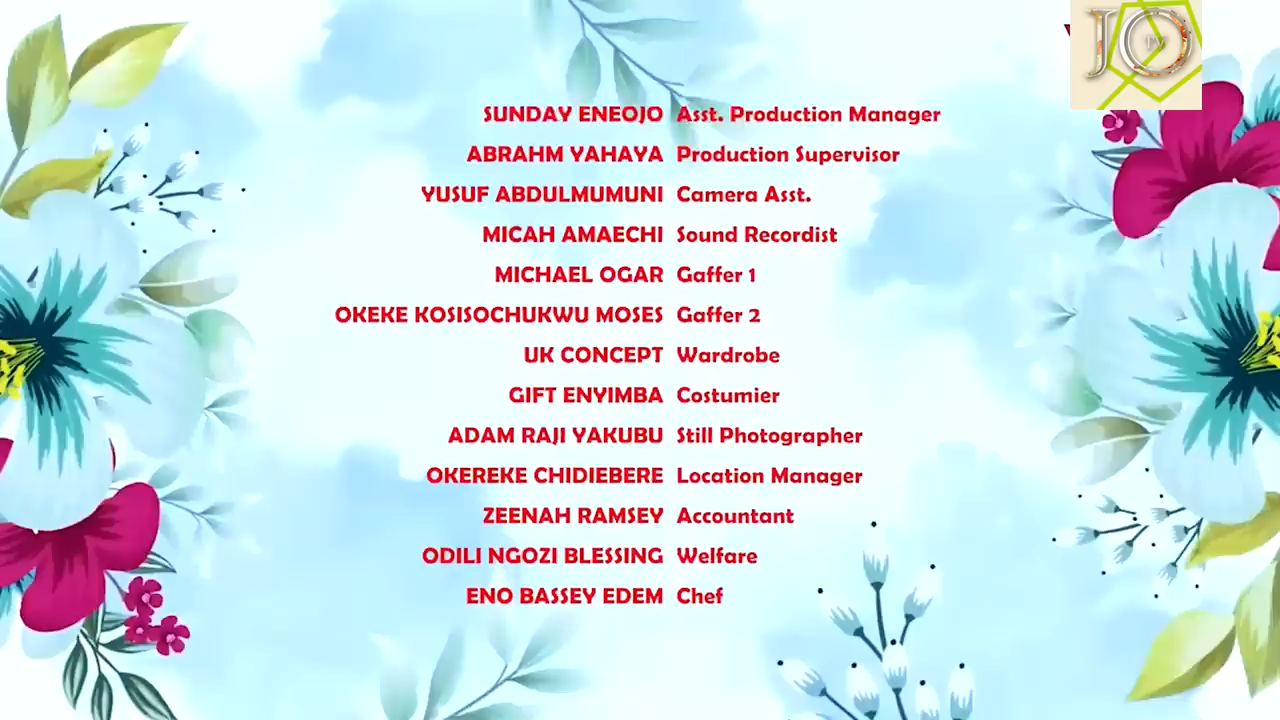 JO
TV
SUNDAY ENEOJO Asst. Production Manager
ABRAHM YAHAYA Production Supervisor
YUSUF ABDULMUMUNI Camera Asst.
MICAH AMAECHI Sound Recordist
MICHAEL OGAR Gaffer 1
OKEKE KOSISOCHUKWU MOSES Gaffer 2
UK CONCEPT Wardrobe
GIFT ENYIMBA Costumier
ADAM RAJI YAKUBU Still Photographer
OKEREKE CHIDIEBERE Location Manager
ZEENAH RAMSEY Accountant
ODILI NGOZI BLESSING Welfare
ENO BASSEY EDEM Chef